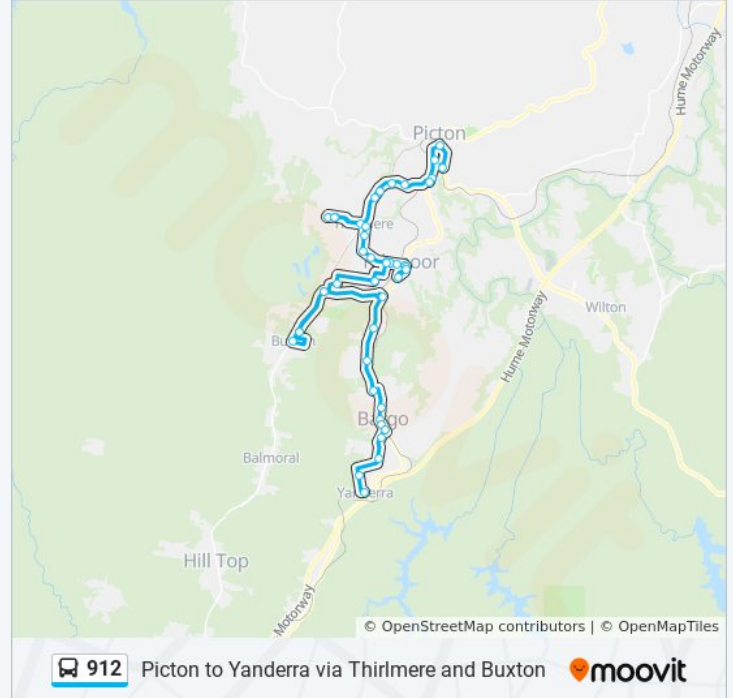 Hume Motorway
Picton
Wilton
Hume Motorway
Balmoral
Yanderra
Hill Top
Motorway
© OpenStreetMap contributors | © OpenMapTiles
912 Picton to Yanderra via Thirlmere and Buxton
moovit